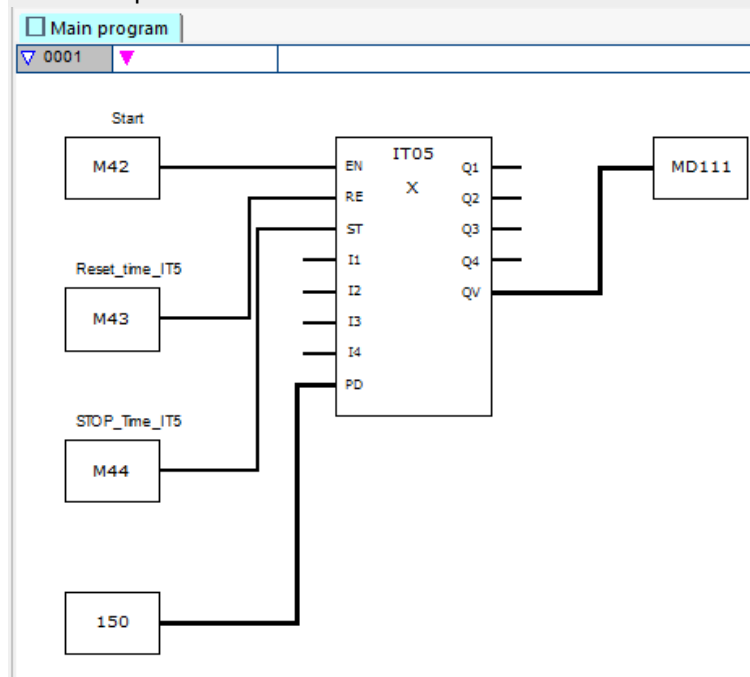 Main program
0001
Start
M42
Reset_time_IT5
M43
STOP_Time_IT5
M44
150
IT05
X
EN
RE
ST
I1
I2
I3
I4
PD
Q1
Q2
Q3
Q4
QV
MD111